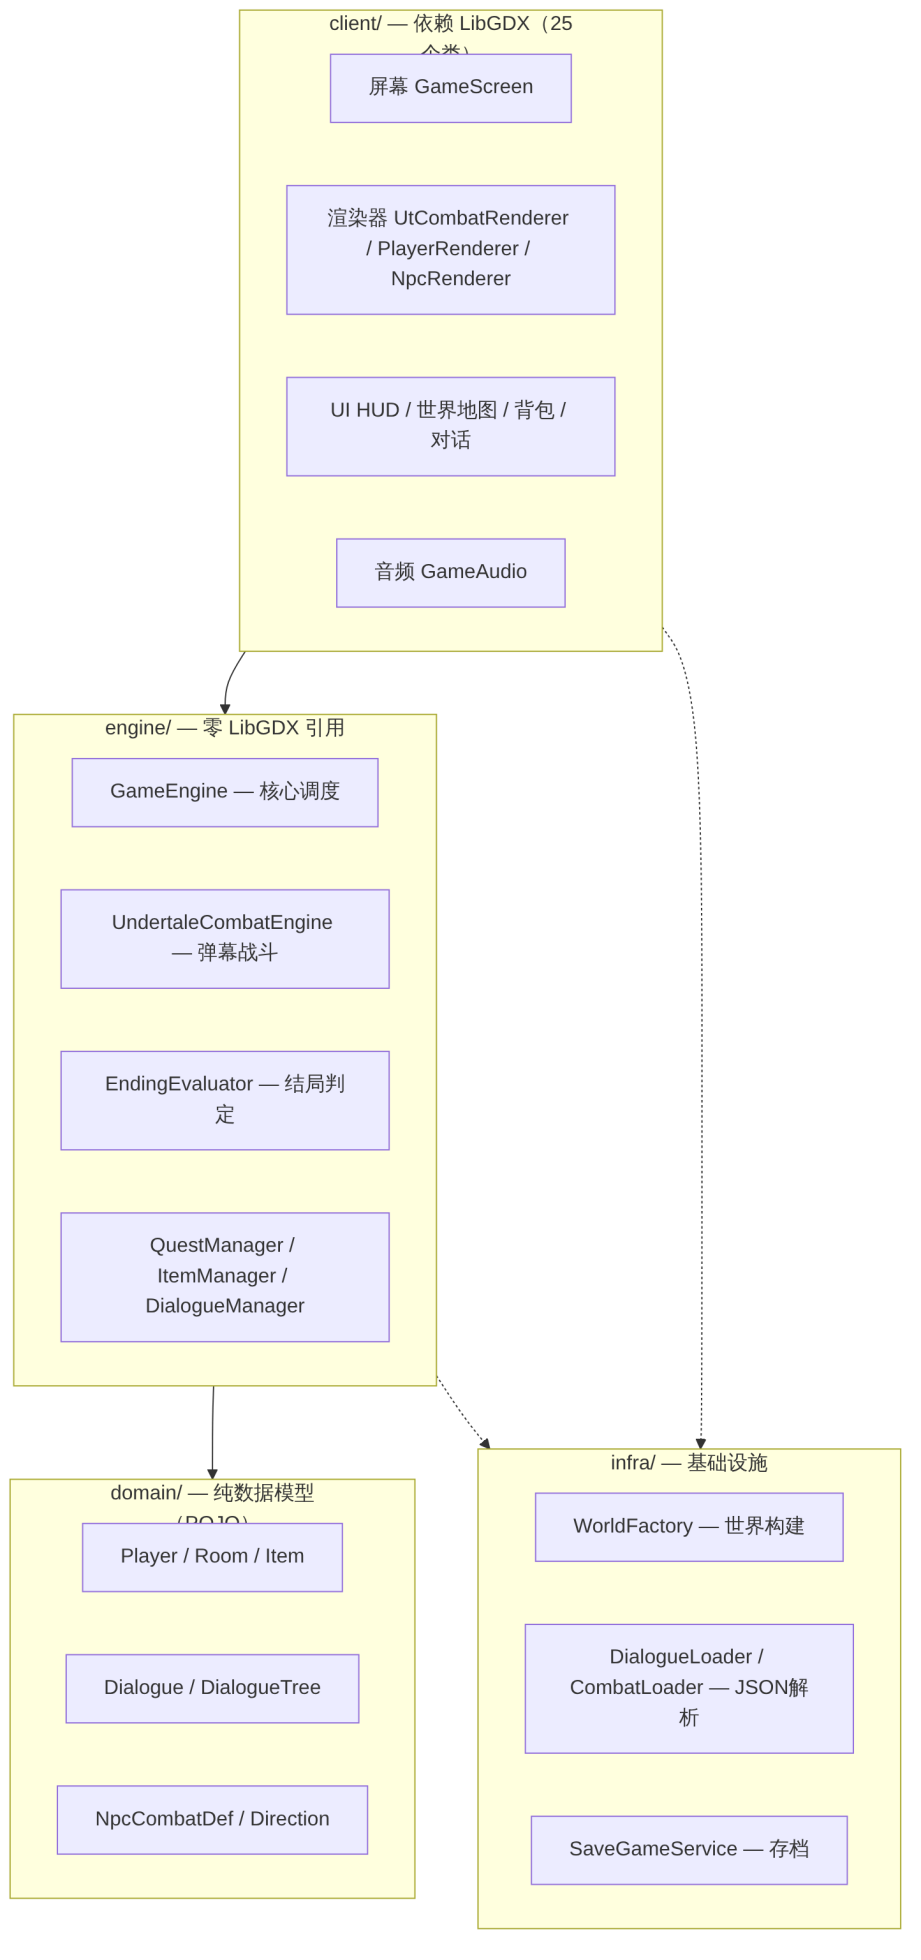 client/ — 依赖 LibGDX（25
个类）
屏幕 GameScreen
渲染器 UtCombatRenderer
/ PlayerRenderer /
NpcRenderer
UI HUD / 世界地图 / 背包 /
对话
音频 GameAudio
engine/ — 零 LibGDX 引用
GameEngine — 核心调度
UndertaleCombatEngine
— 弹幕战斗
EndingEvaluator — 结局判
定
QuestManager /
ItemManager /
DialogueManager
domain/ — 纯数据模型
（POJO）
Player / Room / Item
Dialogue / DialogueTree
NpcCombatDef / Direction
infra/ — 基础设施
WorldFactory — 世界构建
DialogueLoader /
CombatLoader — JSON解
析
SaveGameService — 存档